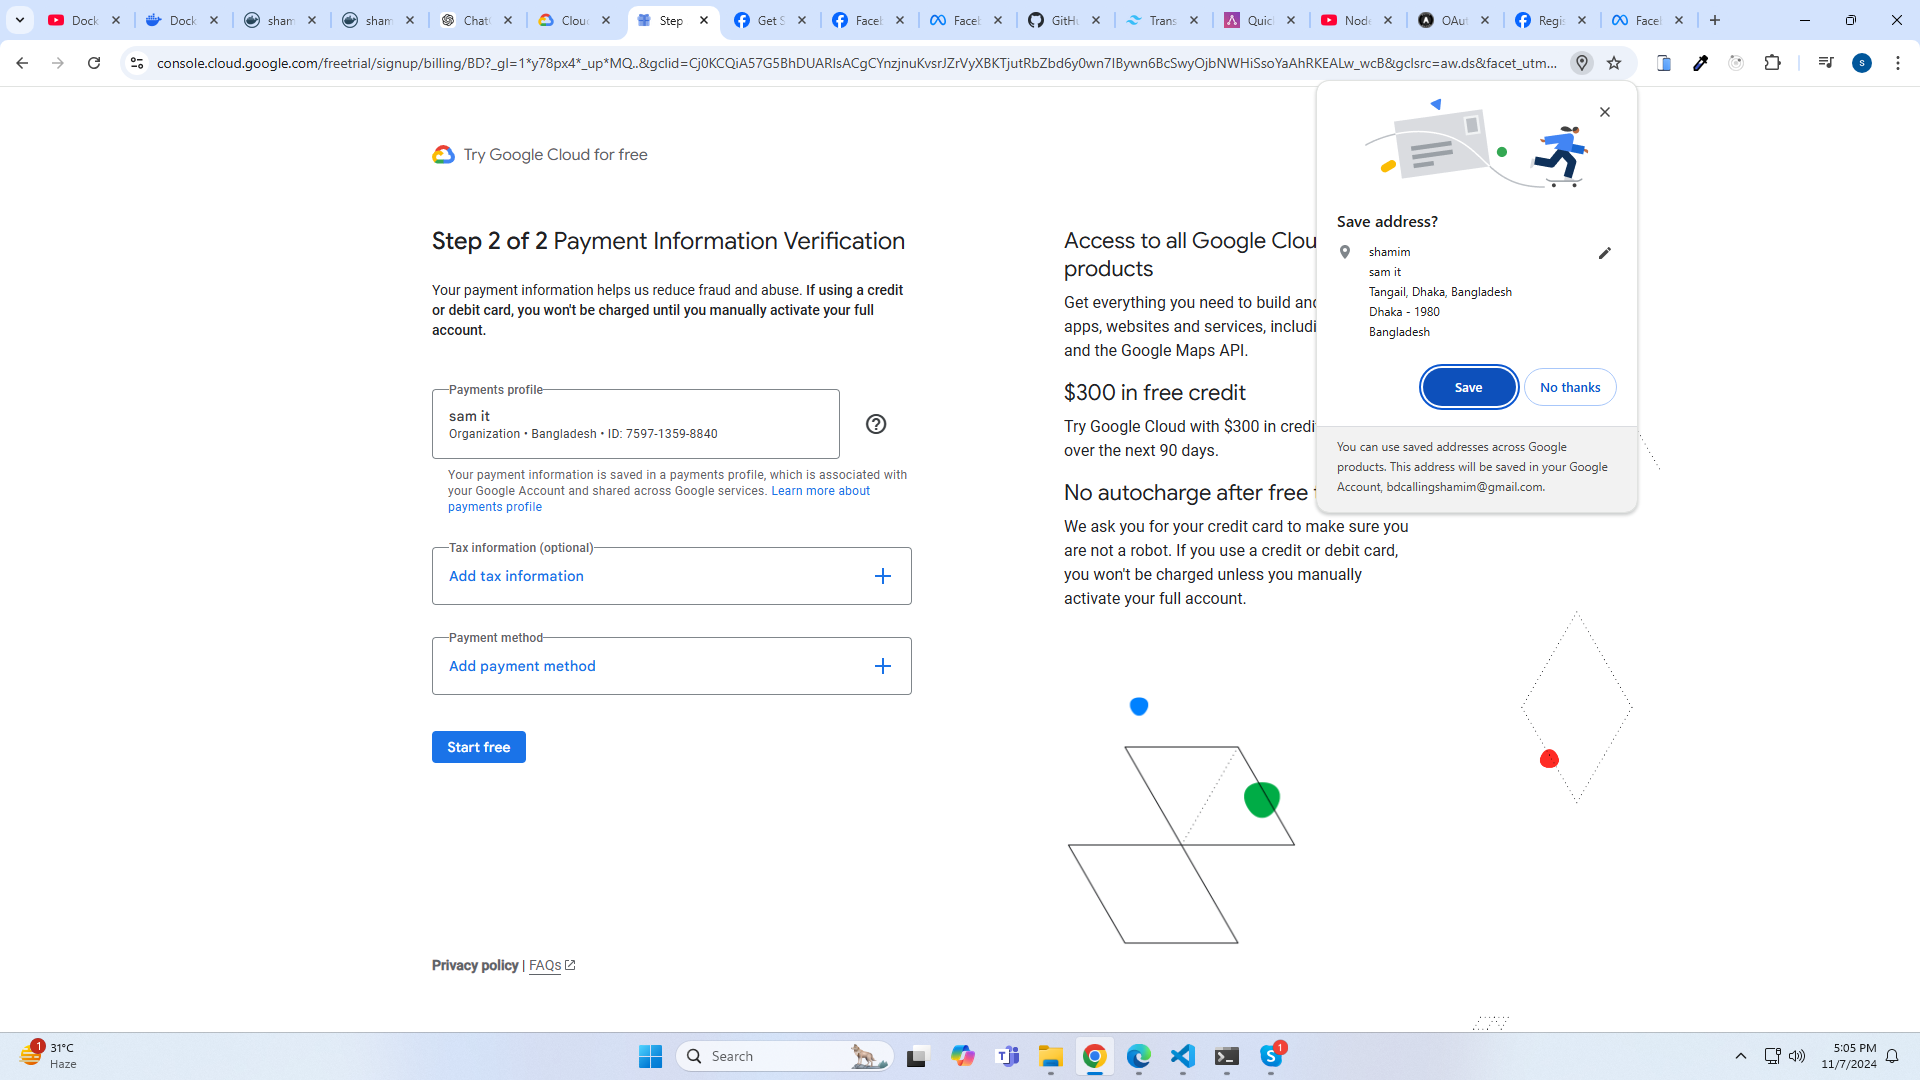 Dock
Dock
sham
sham
Chat
Cloud
Step
Get S
Faceb
Faceb
GitHu
Trans
Quick
Node
OAut
Regis
Faceb
console.cloud.google.com/freetrial/signup/billing/BD?_gl=1*y78px4*_up*MQ..&gclid=Cj0KCQiA57G5BhDUARIsACgCYnzjnuKvsrJZrVyXBKTjutRbZbd6y0wn7IBywn6BcSwyOjbNWHiSsoYaAhRKEALw_wcB&gclsrc=aw.ds&facet_utm...
S
Try Google Cloud for free
Step 2 of 2 Payment Information Verification
Your payment information helps us reduce fraud and abuse. If using a credit
or debit card, you won't be charged until you manually activate your full
account.
Payments profile
sam it
Organization • Bangladesh • ID: 7597-1359-8840
Your payment information is saved in a payments profile, which is associated with
your Google Account and shared across Google services. Learn more about
payments profile
Tax information (optional)
Add tax information
Payment method
Add payment method
Start free
Privacy policy | FAQs
Access to all Google Clou
products
Get everything you need to build and
apps, websites and services, includi
and the Google Maps API.
$300 in free credit
Try Google Cloud with $300 in credi
over the next 90 days.
No autocharge after free
We ask you for your credit card to make sure you
are not a robot. If you use a credit or debit card,
you won't be charged unless you manually
activate your full account.
Save address?
shamim
sam it
Tangail, Dhaka, Bangladesh
Dhaka - 1980
Bangladesh
Save
No thanks
You can use saved addresses across Google
products. This address will be saved in your Google
Account, bdcallingshamim@gmail.com.
1
31°C
Haze
Search
1
5:05 PM
11/7/2024